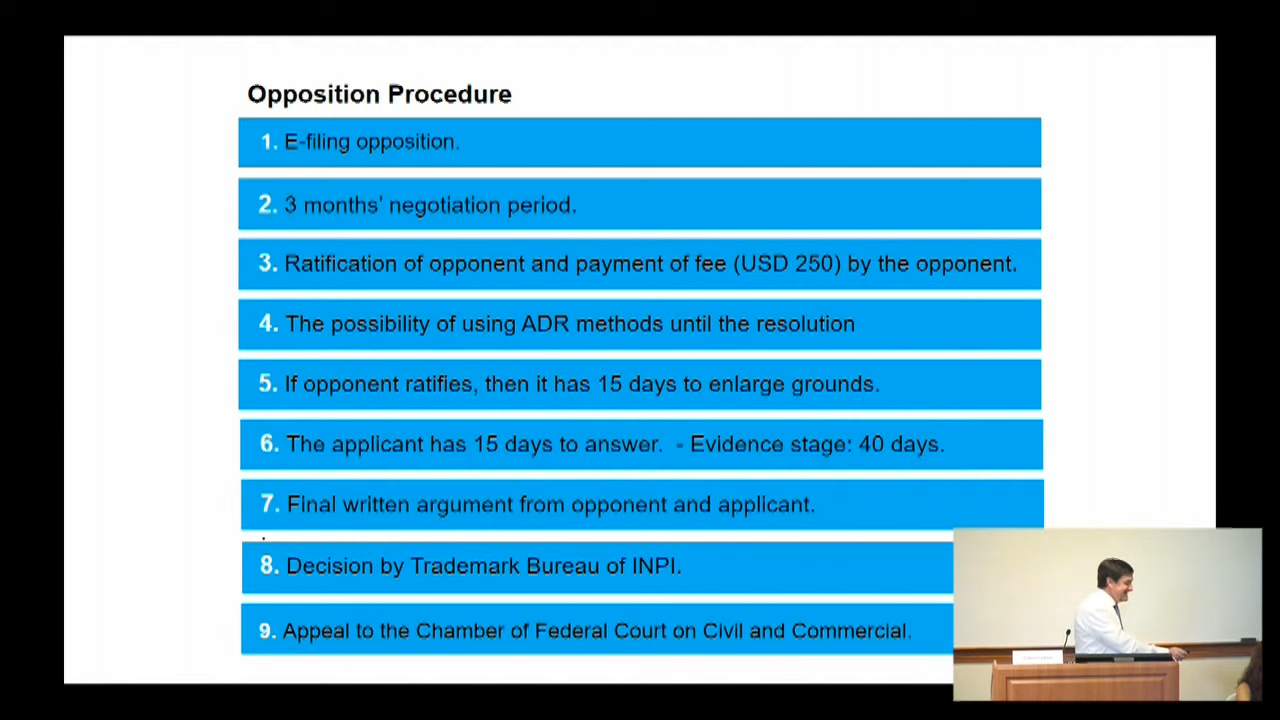 Opposition Procedure
1. E-filing opposition.
2. 3 months' negotiation period.
3. Ratification of opponent and payment of fee (USD 250) by the opponent.
4. The possibility of using ADR methods until the resolution
5. If opponent ratifies, then it has 15 days to enlarge grounds.
6. The applicant has 15 days to answer. - Evidence stage: 40 days.
7. Final written argument from opponent and applicant.
8. Decision by Trademark Bureau of INPI.
9. Appeal to the Chamber of Federal Court on Civil and Commercial.